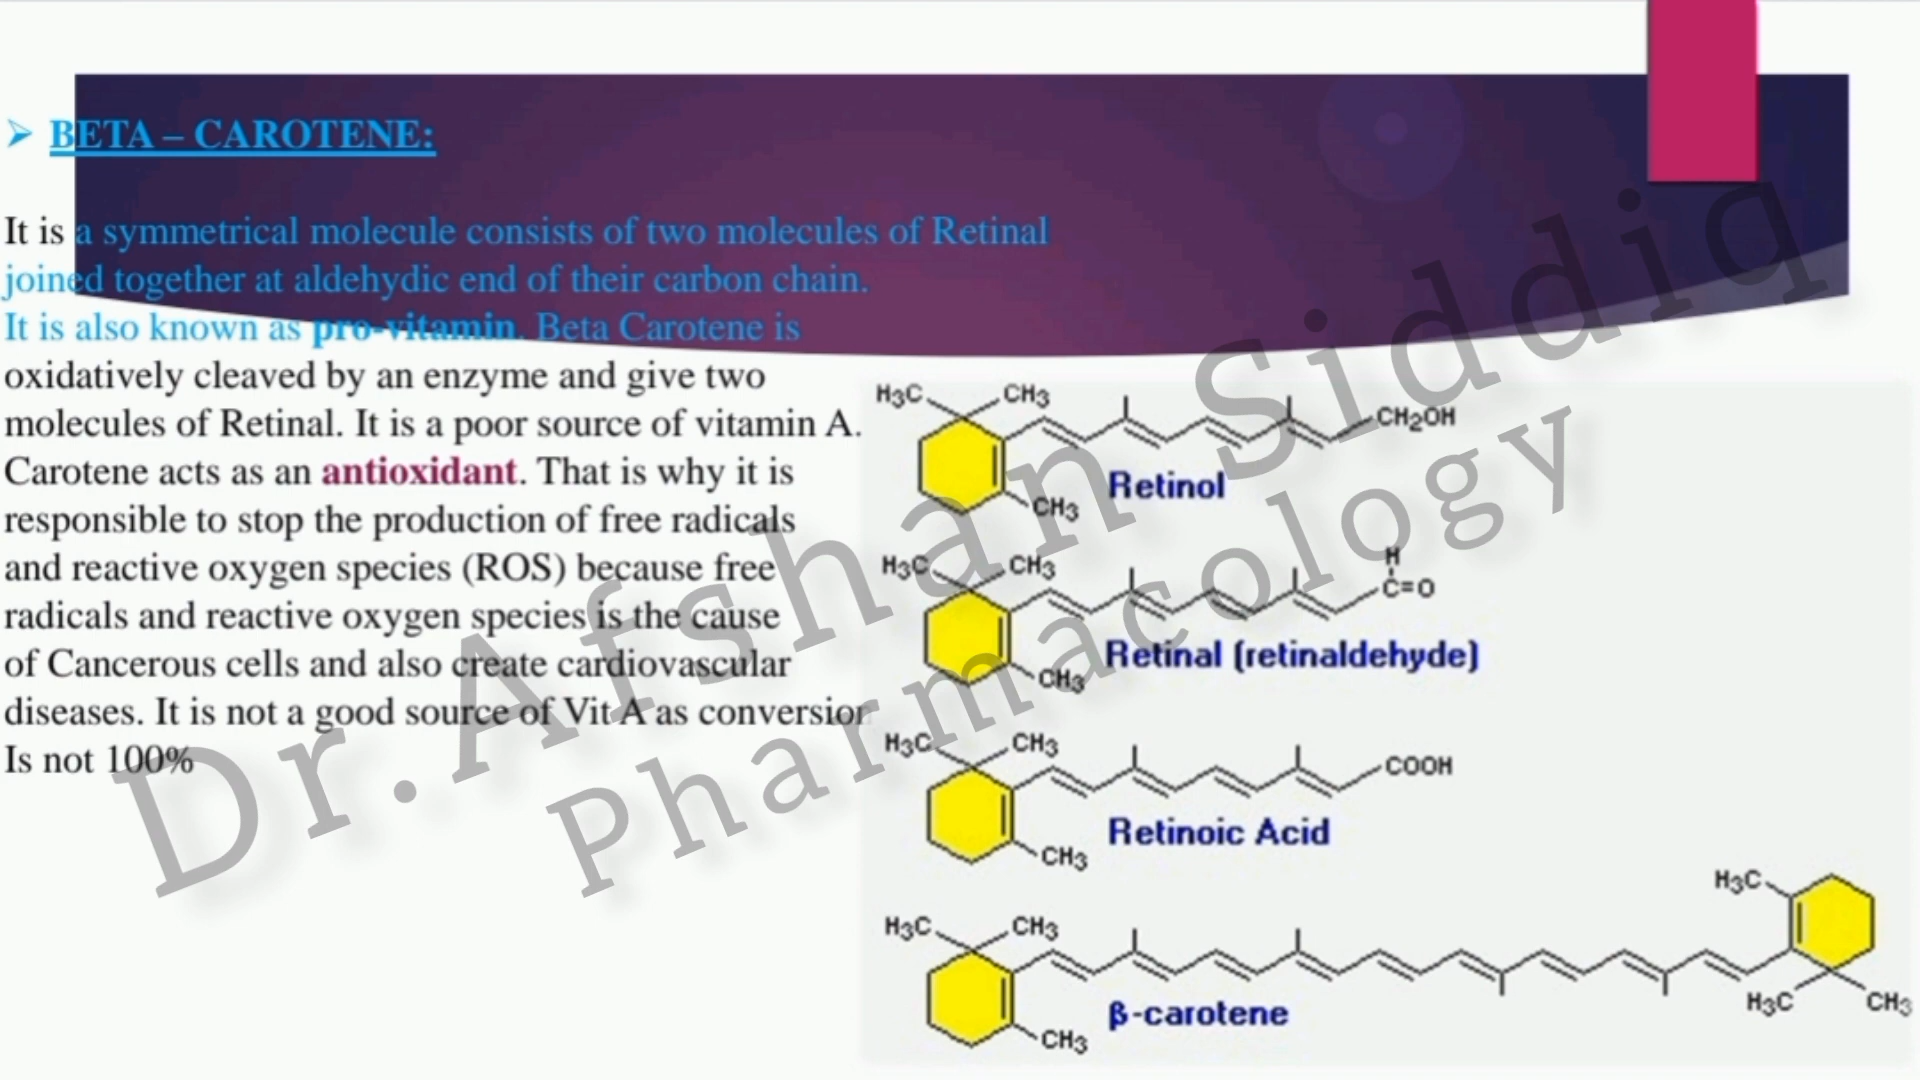 ➢ BETA – CAROTENE:
It is a symmetrical molecule consists of two molecules of Retinal
joined together at aldehydic end of their carbon chain.
It is also known as pro-vitamin. Beta Carotene is
oxidatively cleaved by an enzyme and give two
molecules of Retinal. It is a poor source of vitamin A.
Carotene acts as an antioxidant. That is why it is
responsible to stop the production of free radicals
and reactive oxygen species (ROS) because free
radicals and reactive oxygen species is the cause
of Cancerous cells and also create cardiovascular
diseases. It is not a good source of Vit A as conversion
Is not 100%
H3C CH3 CH2OH
Retinol
CH3
H
H3C CH3 C=O
Retinal (retinaldehyde)
CH3
H3C CH3 COOH
Retinoic Acid
CH3
H3C
H3C CH3
β-carotene
H3C CH3
CH3
Dr.Afshan Siddiq
Pharmacology